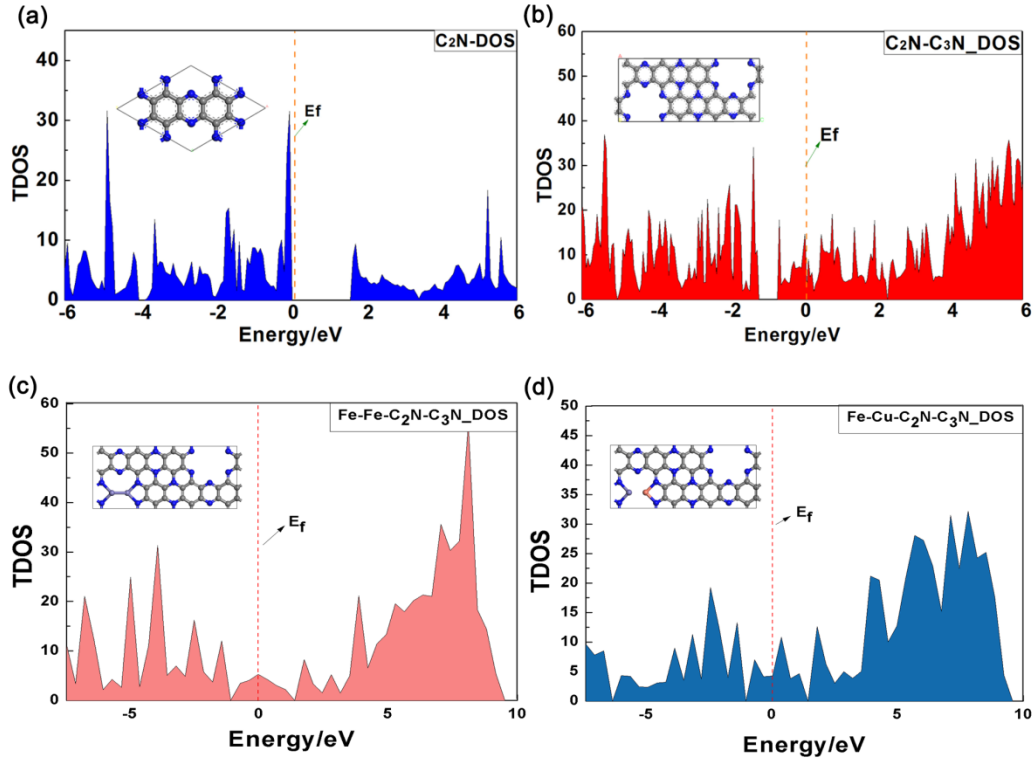 (a)
C₂N-DOS
Ef
TDOS
40
30
20
10
0
-6 -4 -2 0 2 4 6
Energy/eV
(b)
C₂N-C₃N_DOS
Ef
TDOS
60
50
40
30
20
10
0
-6 -4 -2 0 2 4 6
Energy/eV
(c)
Fe-Fe-C₂N-C₃N_DOS
E_f
TDOS
60
50
40
30
20
10
0
-5 0 5 10
Energy/eV
(d)
Fe-Cu-C₂N-C₃N_DOS
E_f
TDOS
50
45
40
35
30
25
20
15
10
5
0
-5 0 5 10
Energy/eV